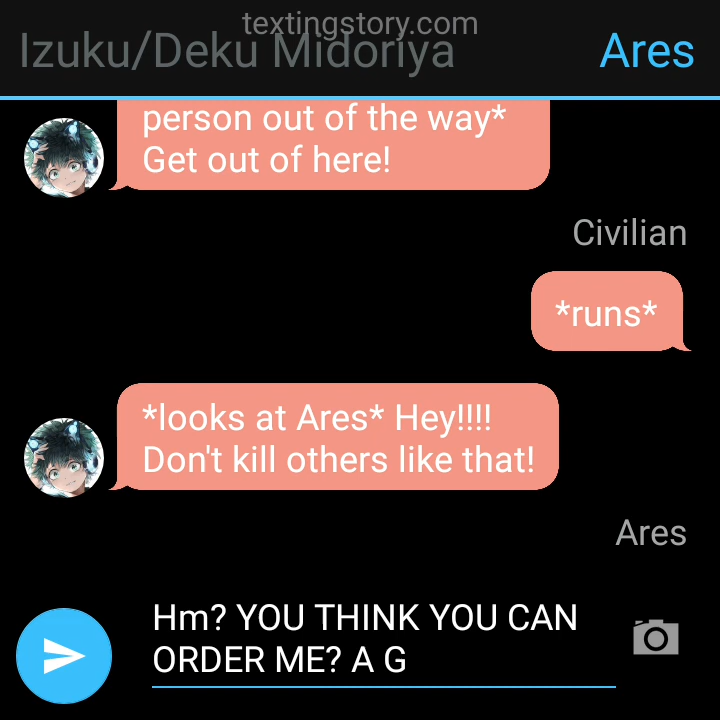 textingstory.com
Izuku/Deku Midoriya
Ares
person out of the way*
Get out of here!
Civilian
*runs*
*looks at Ares* Hey!!!!
Don't kill others like that!
Ares
Hm? YOU THINK YOU CAN
ORDER ME? A G